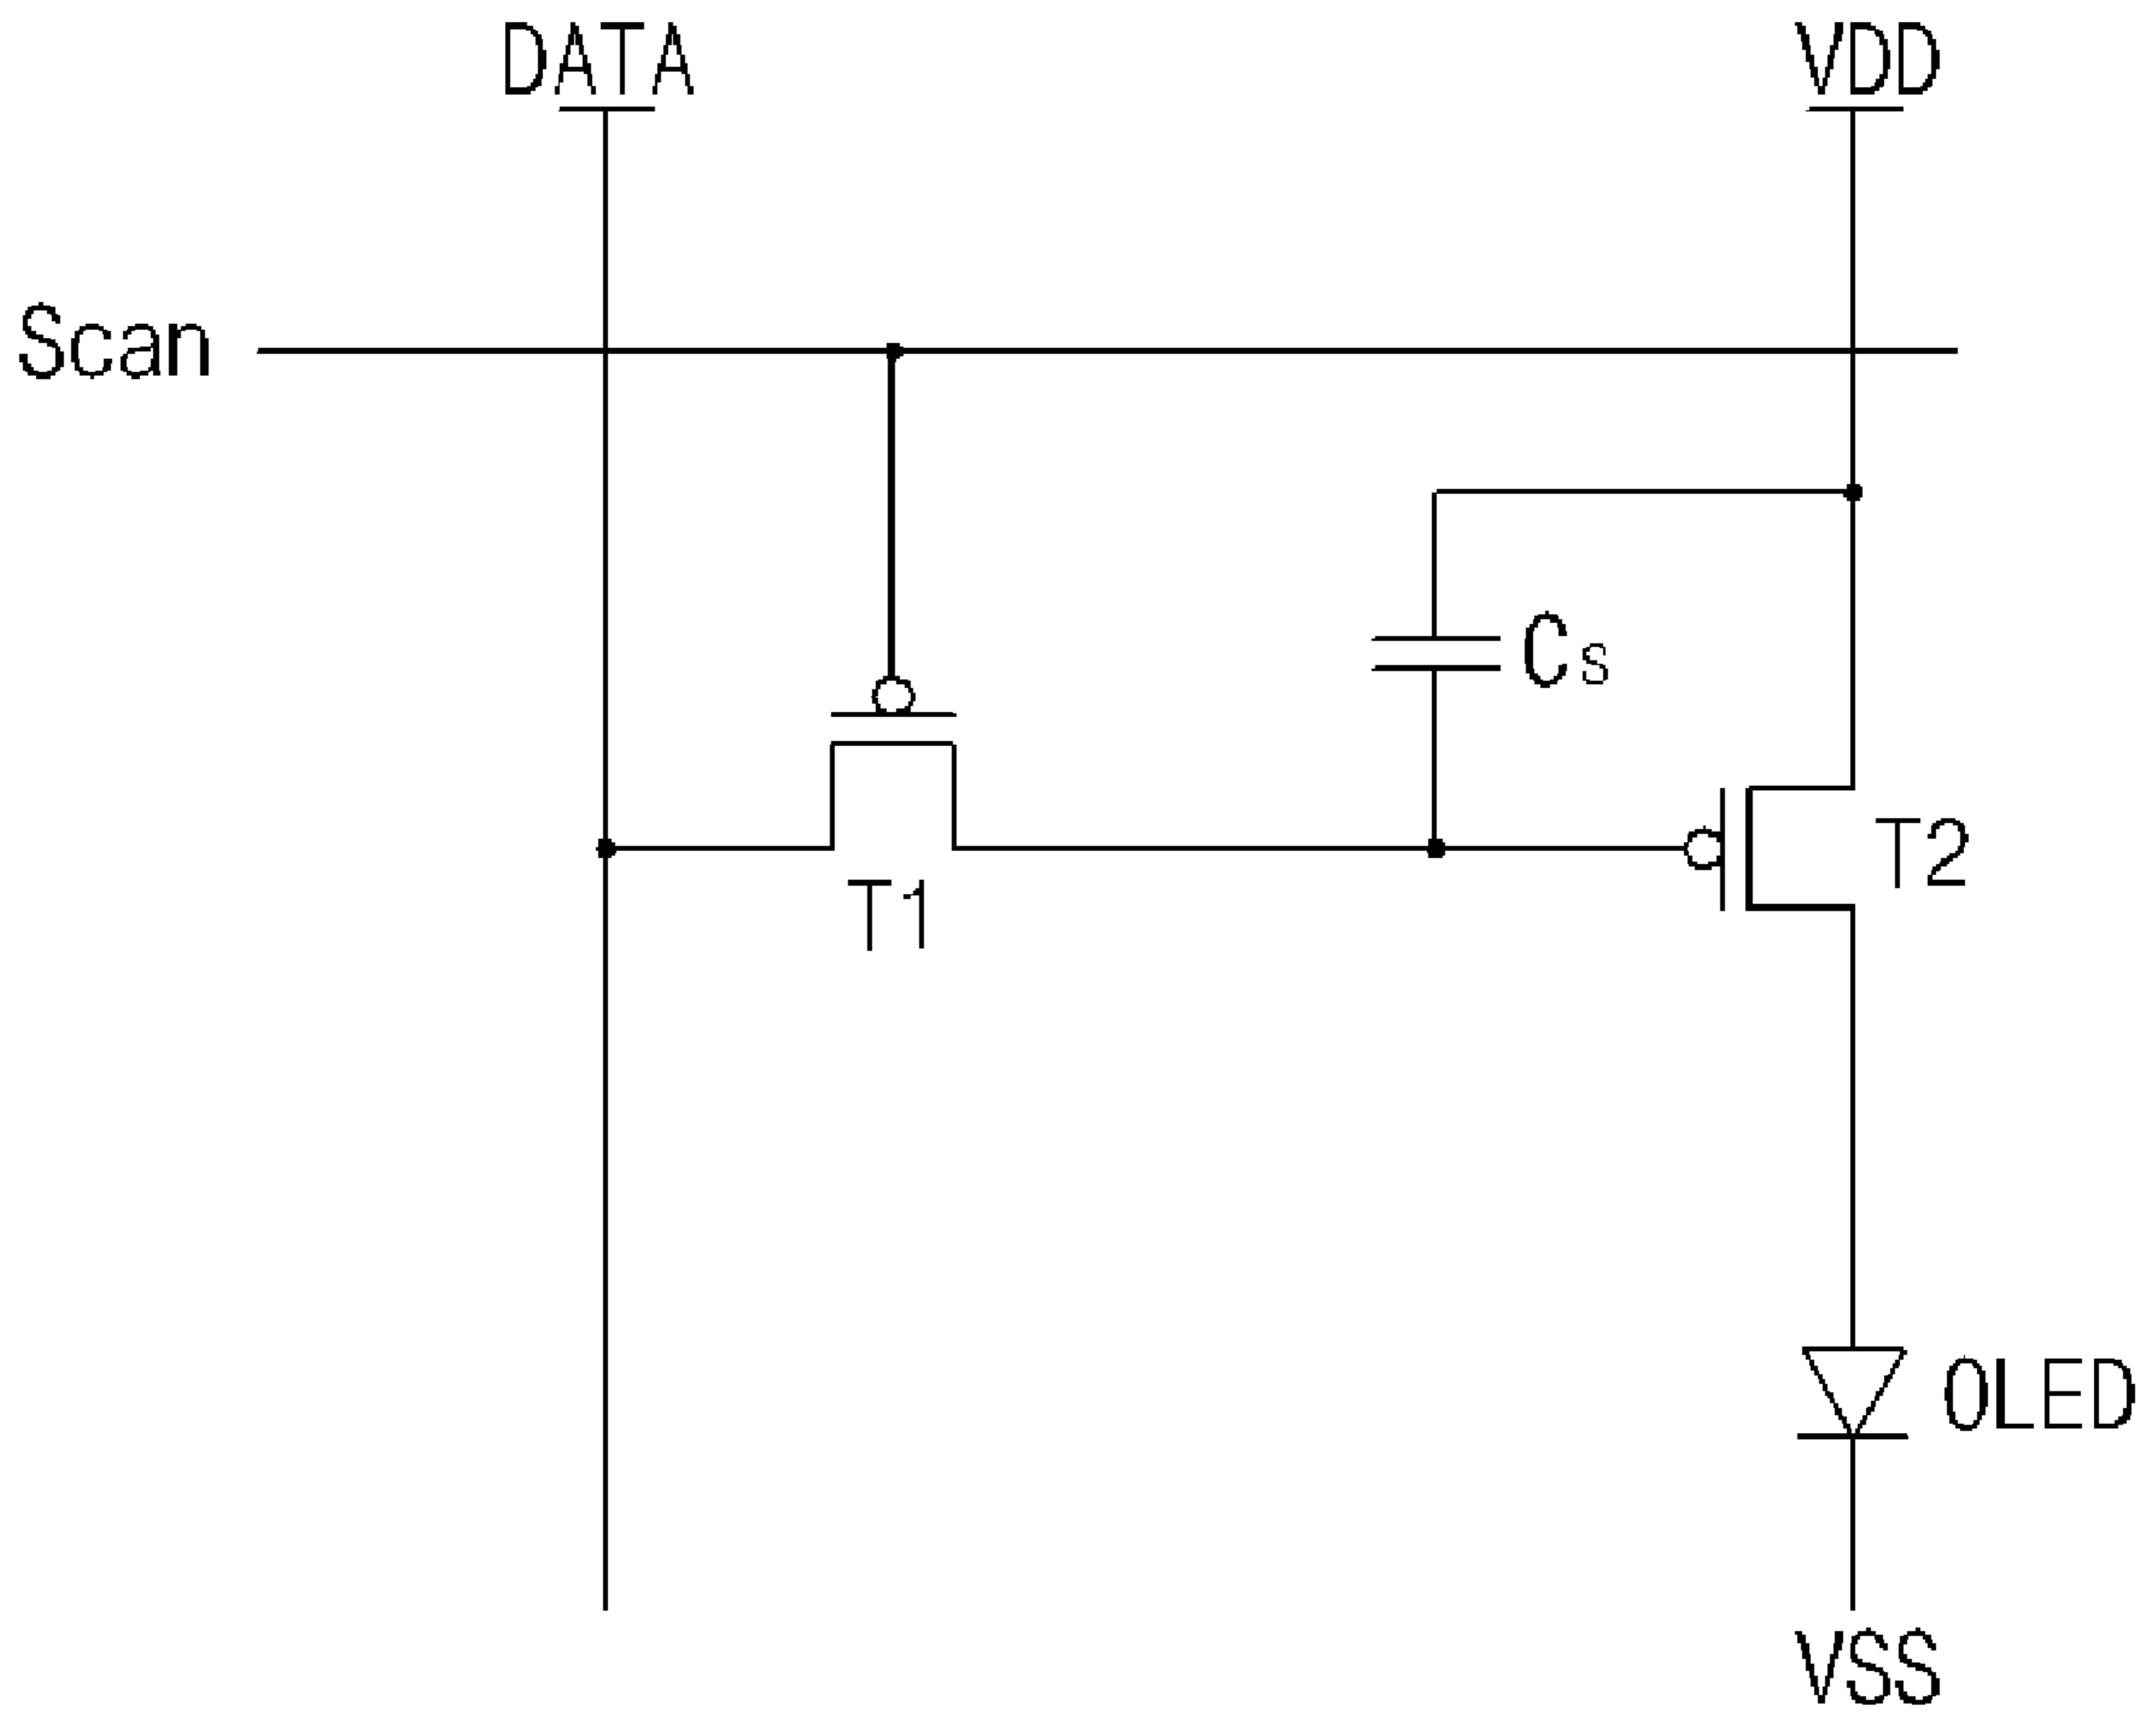 DATA
VDD
Scan
Cs
T2
T1
OLED
VSS